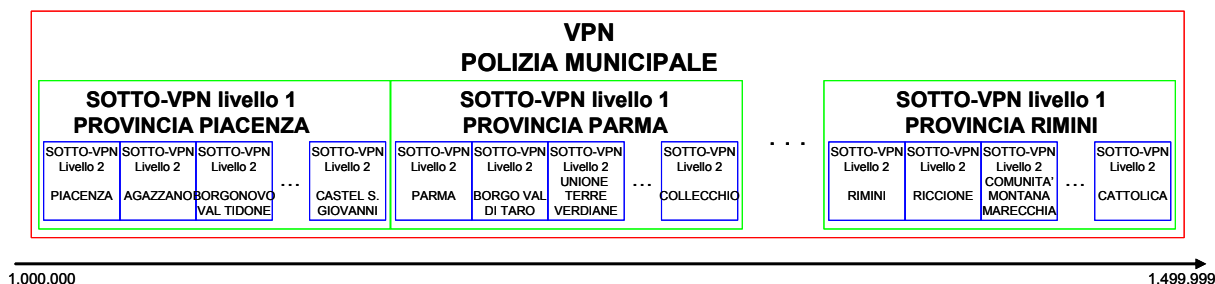 VPN
POLIZIA MUNICIPALE
SOTTO-VPN livello 1
PROVINCIA PIACENZA
SOTTO-VPN
Livello 2
PIACENZA
SOTTO-VPN
Livello 2
AGAZZANO
SOTTO-VPN
Livello 2
BORGONOVO
VAL TIDONE
...
SOTTO-VPN
Livello 2
CASTEL S.
GIOVANNI
SOTTO-VPN livello 1
PROVINCIA PARMA
SOTTO-VPN
Livello 2
PARMA
SOTTO-VPN
Livello 2
BORGO VAL
DI TARO
SOTTO-VPN
Livello 2
UNIONE
TERRE
VERDIANE
...
SOTTO-VPN
Livello 2
COLLECCHIO
. . .
SOTTO-VPN livello 1
PROVINCIA RIMINI
SOTTO-VPN
Livello 2
RIMINI
SOTTO-VPN
Livello 2
RICCIONE
SOTTO-VPN
Livello 2
COMUNITA'
MONTANA
MARECCHIA
...
SOTTO-VPN
Livello 2
CATTOLICA
1.000.000
1.499.999